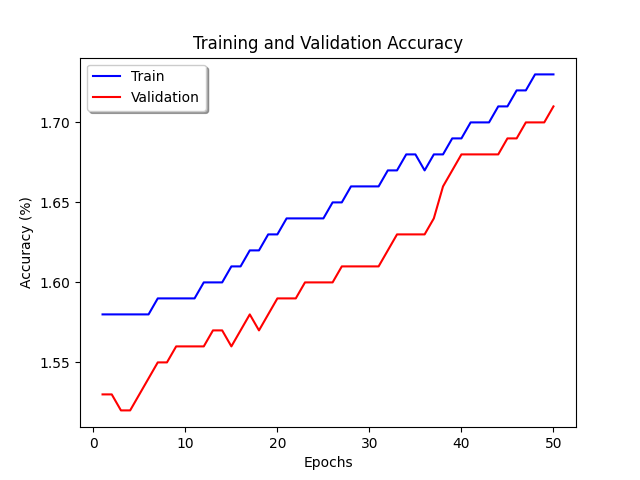 Training and Validation Accuracy
Train
Validation
1.70
1.65
1.60
1.55
Accuracy (%)
0 10 20 30 40 50
Epochs